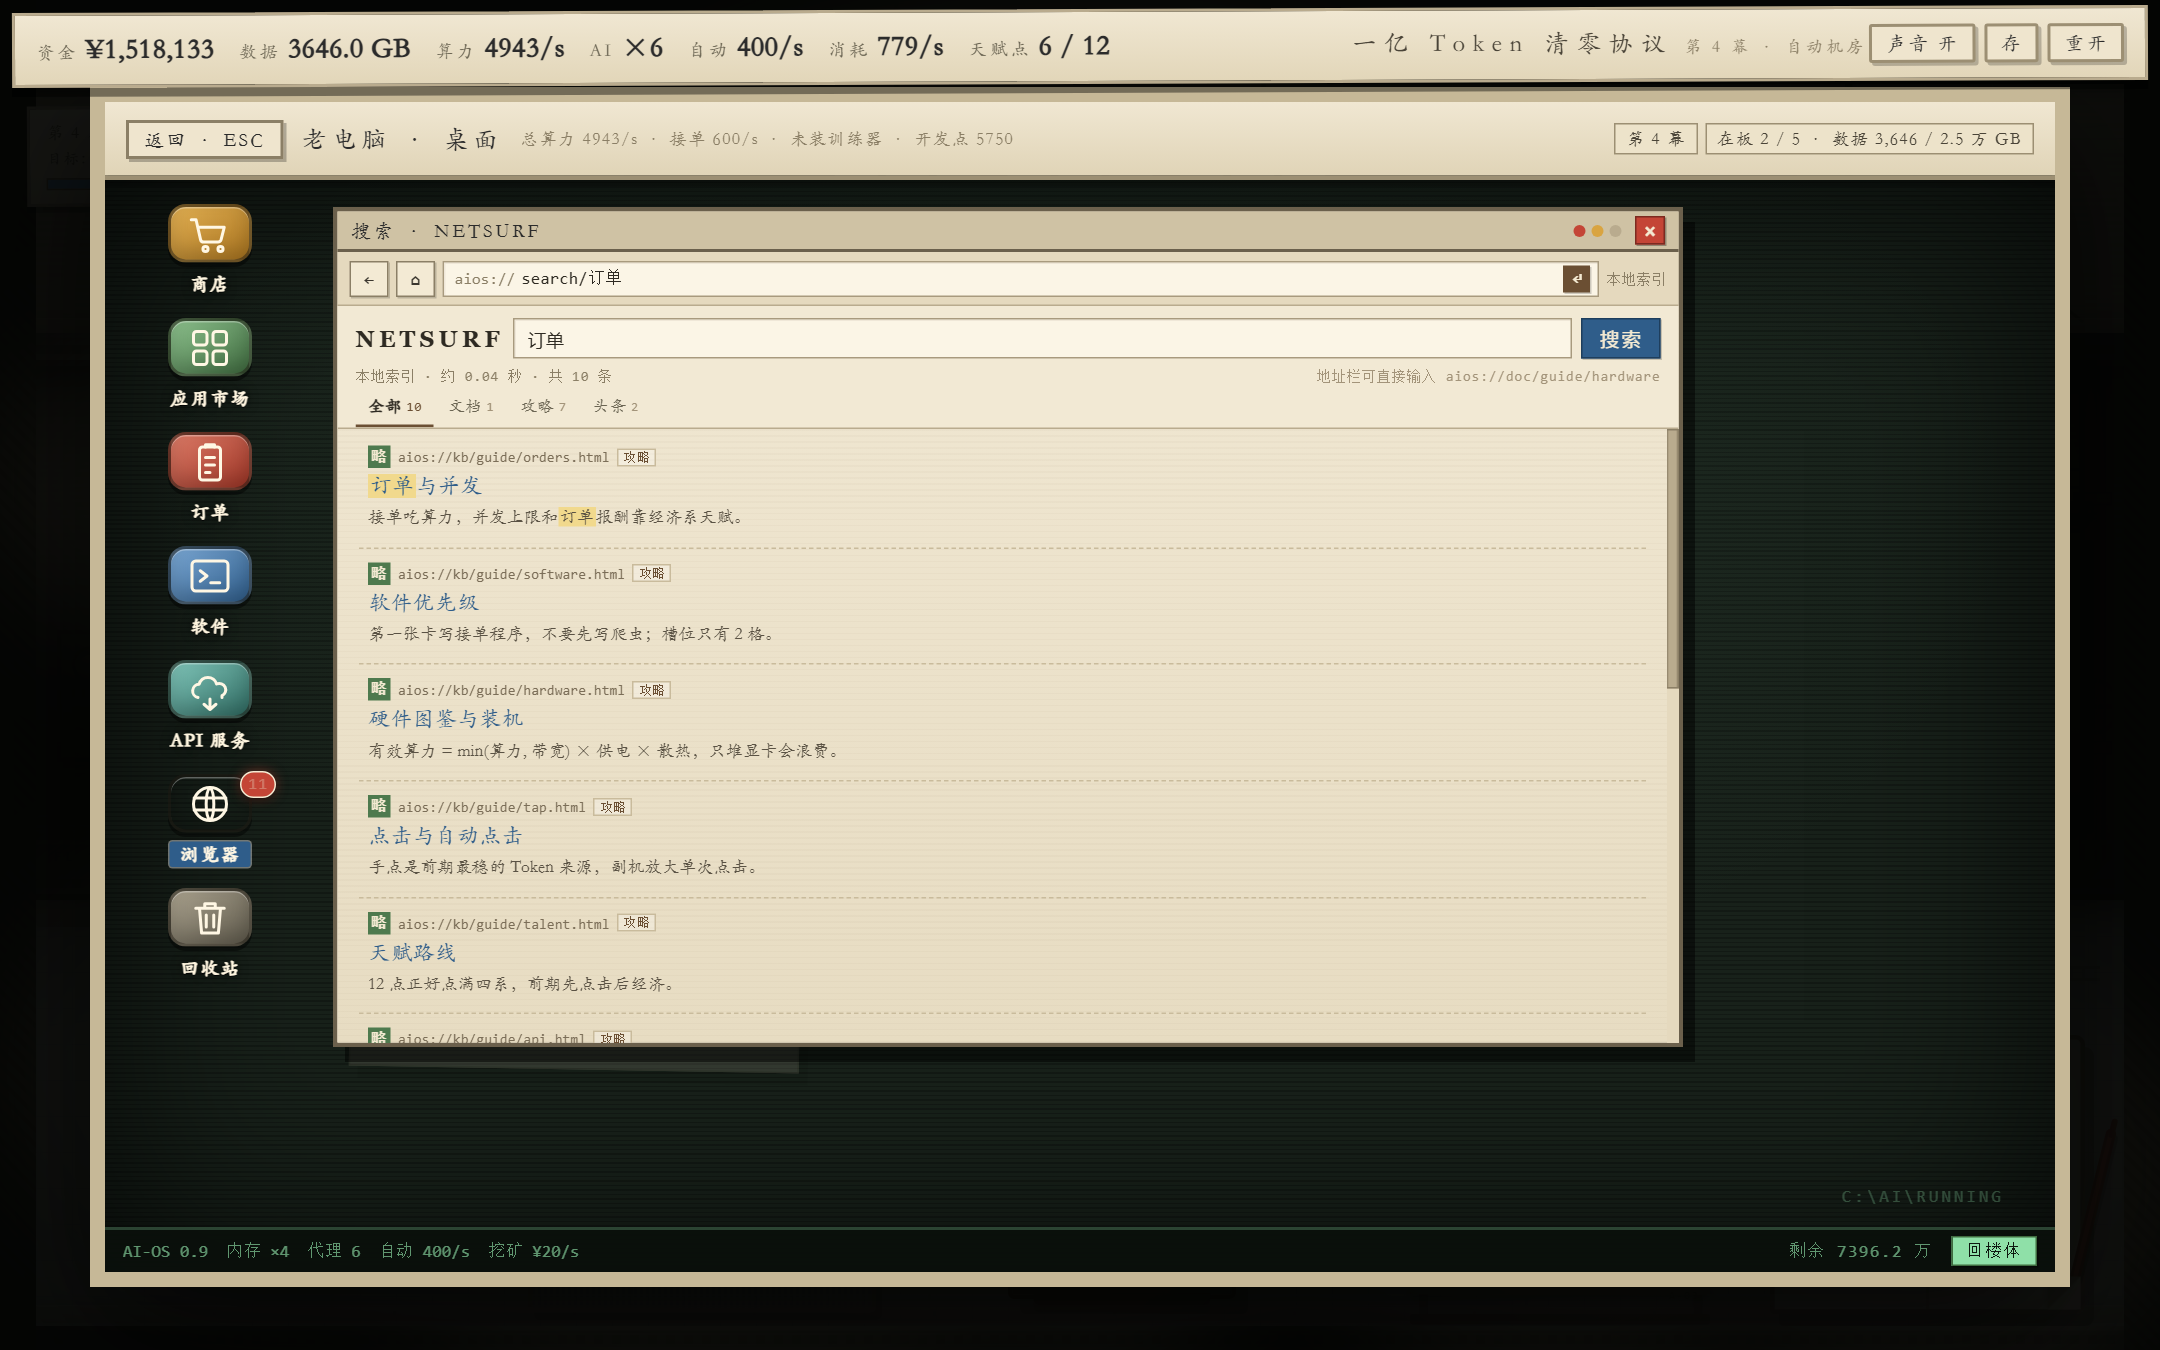 资金 ¥1,518,133 数据 3646.0 GB 算力 4943/s AI ×6 自动 400/s 消耗 779/s 天赋点 6 / 12 一亿 Token 清零协议 第 4 幕 · 自动机房 声音 开 存 重开
返回 · ESC 老电脑 · 桌面 总算力 4943/s · 接单 600/s · 未装训练器 · 开发点 5750 第 4 幕 在板 2 / 5 · 数据 3,646 / 2.5 万 GB
商店
应用市场
订单
软件
API 服务
11
浏览器
回收站
搜索 · NETSURF
← ⌂ aios:// search/订单 本地索引
NETSURF 订单 搜索
本地索引 · 约 0.04 秒 · 共 10 条 地址栏可直接输入 aios://doc/guide/hardware
全部 10 文档 1 攻略 7 头条 2
略 aios://kb/guide/orders.html 攻略
订单与并发
接单吃算力，并发上限和订单报酬靠经济系天赋。
略 aios://kb/guide/software.html 攻略
软件优先级
第一张卡写接单程序，不要先写爬虫；槽位只有 2 格。
略 aios://kb/guide/hardware.html 攻略
硬件图鉴与装机
有效算力 = min(算力, 带宽) × 供电 × 散热，只堆显卡会浪费。
略 aios://kb/guide/tap.html 攻略
点击与自动点击
手点是前期最稳的 Token 来源，副机放大单次点击。
略 aios://kb/guide/talent.html 攻略
天赋路线
12 点正好点满四系，前期先点击后经济。
略 aios://kb/guide/api.html 攻略
C:\AI\RUNNING
AI-OS 0.9 内存 ×4 代理 6 自动 400/s 挖矿 ¥20/s 剩余 7396.2 万 回楼体